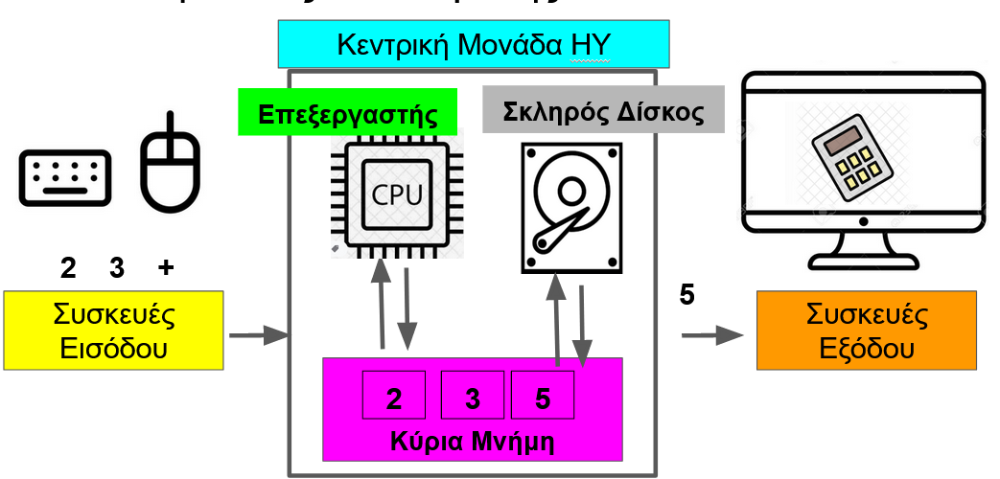 Κεντρική Μονάδα ΗΥ
Επεξεργαστής
Σκληρός Δίσκος
CPU
2 3 +
Συσκευές
Εισόδου
5
Συσκευές
Εξόδου
2 3 5
Κύρια Μνήμη